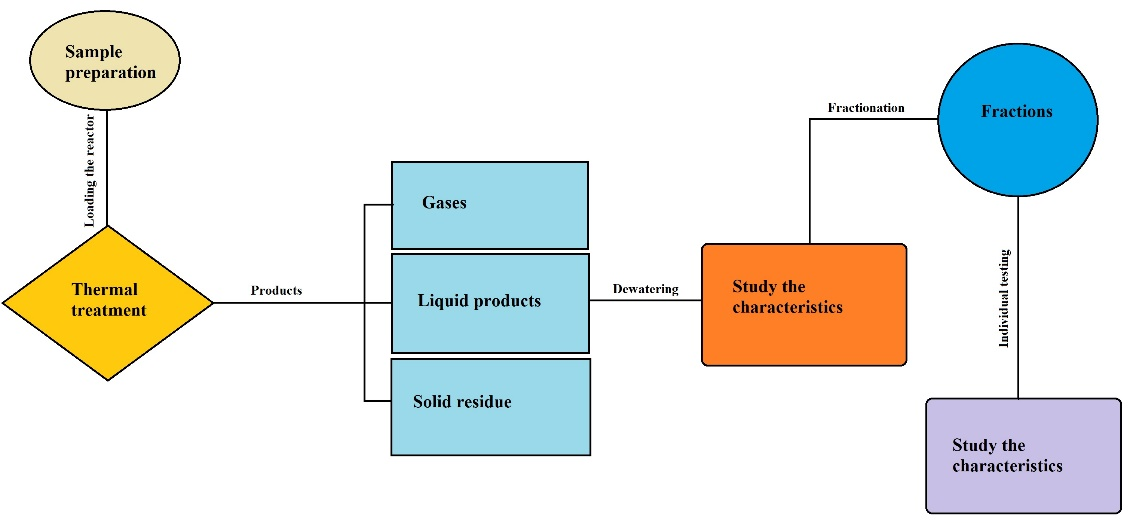 Sample
preparation
Loading the reactor
Thermal
treatment
Products
Gases
Liquid products
Solid residue
Dewatering
Study the
characteristics
Fractionation
Fractions
Individual testing
Study the
characteristics